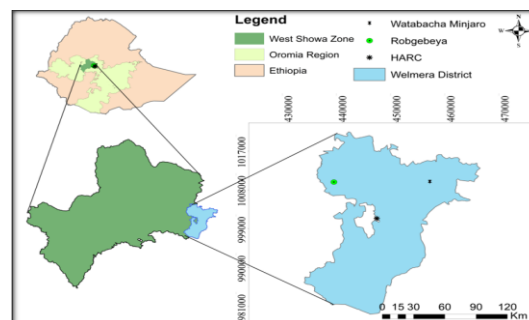 Legend
West Showa Zone
Oromia Region
Ethiopia
Watabacha Minjaro
Robgebeya
HARC
Welmera District
N
W
E
S
430000
440000
450000
460000
470000
1017000
1008000
999000
990000
981000
0 15 30 60 90 120
Km